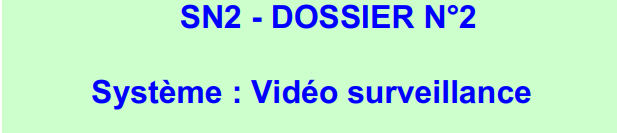 SN2 - DOSSIER N°2
Système : Vidéo surveillance